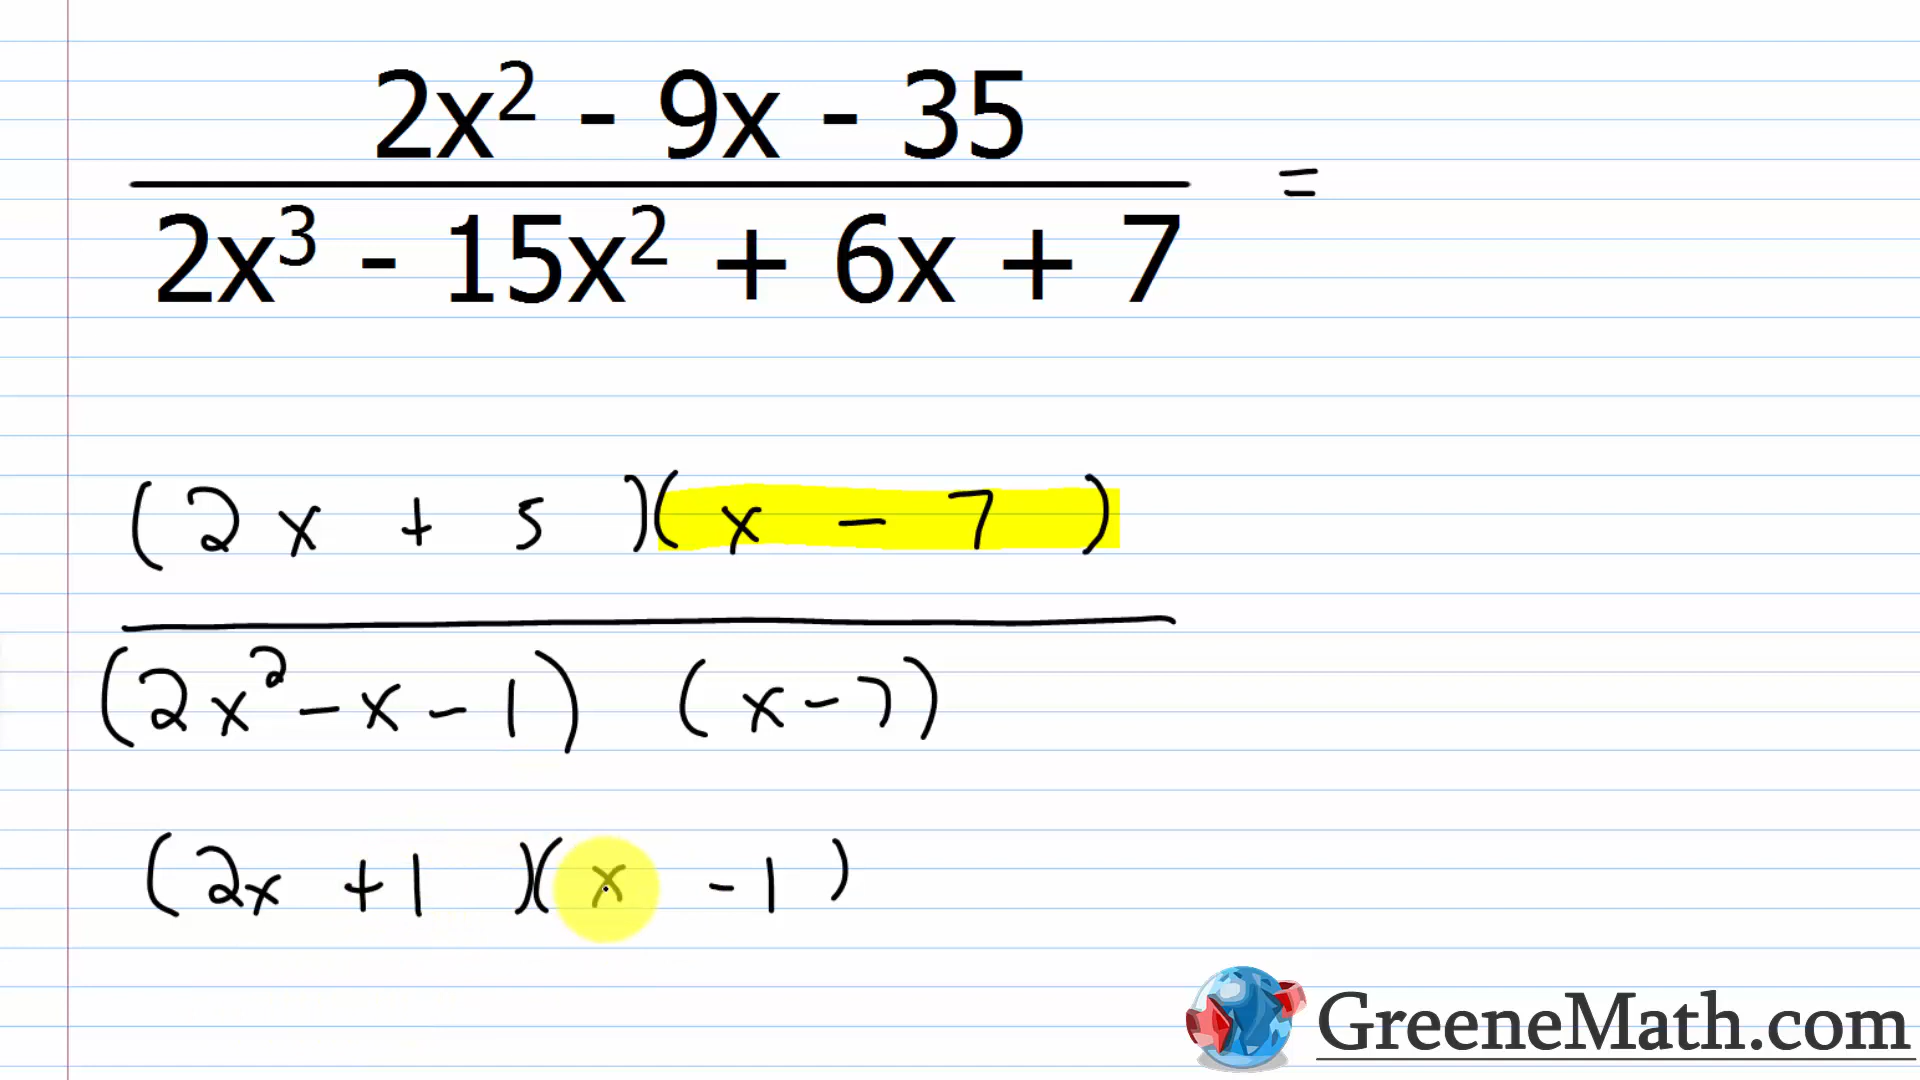 2x² - 9x - 35
=
2x³ - 15x² + 6x + 7
(2x + 5)(x - 7)
(2x² - x - 1) (x - 7)
(2x + 1)(x - 1)
GreeneMath.com